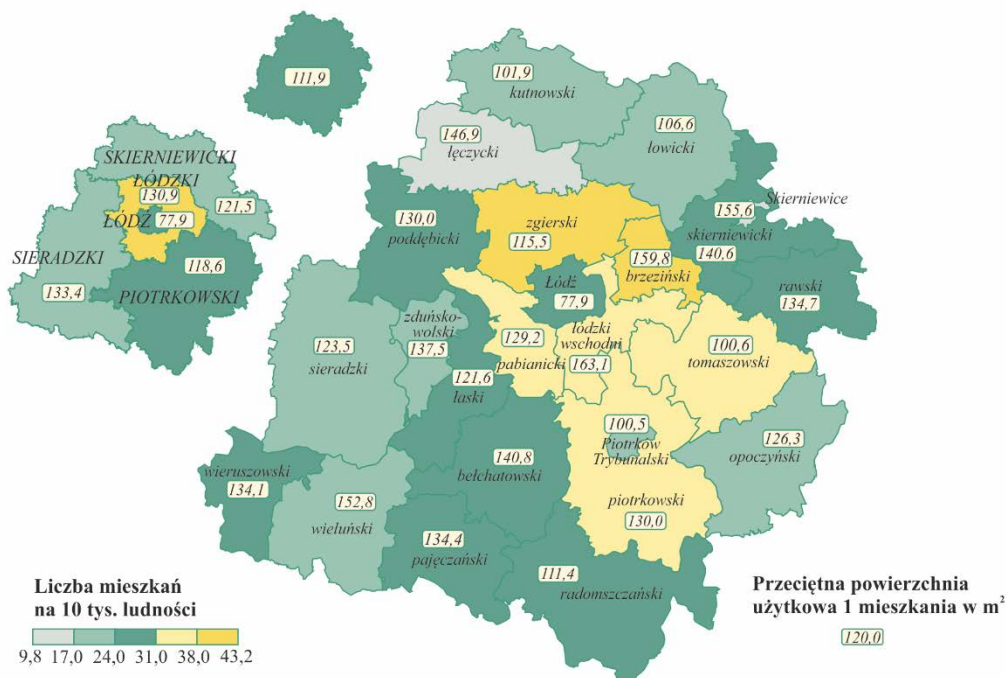 111,9
SKIERNIEWICKI
ŁÓDZKI
130,9
ŁÓDŹ
77,9
121,5
SIERADZKI
133,4
118,6
PIOTRKOWSKI
101,9
kutnowski
146,9
łęczycki
106,6
łowicki
130,0
poddębicki
zgierski
115,5
155,6
Skierniewice
skierniewicki
140,6
159,8
brzeziński
rawski
134,7
Łódź
77,9
zduńsko-
wolski
137,5
123,5
sieradzki
129,2
pabianicki
łódzki
wschodni
163,1
100,6
tomaszowski
121,6
łaski
100,5
Piotrków
Trybunalski
126,3
opoczyński
140,8
bełchatowski
wieruszowski
134,1
152,8
wieluński
piotrkowski
130,0
134,4
pajęczański
111,4
radomszczański
Liczba mieszkań
na 10 tys. ludności
9,8 17,0 24,0 31,0 38,0 43,2
Przeciętna powierzchnia
użytkowa 1 mieszkania w m²
120,0